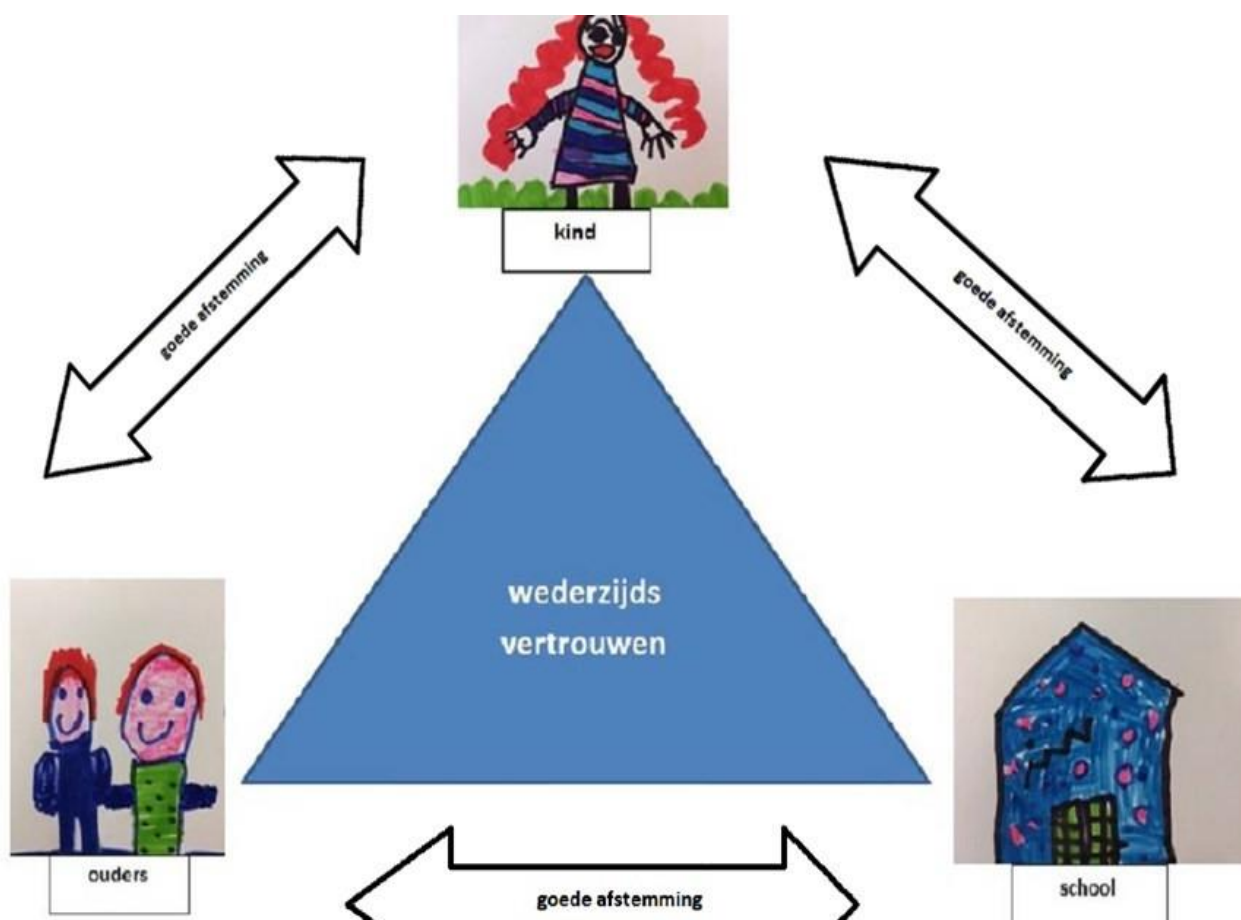 kind
goede afstemming
goede afstemming
wederzijds
vertrouwen
ouders
school
goede afstemming